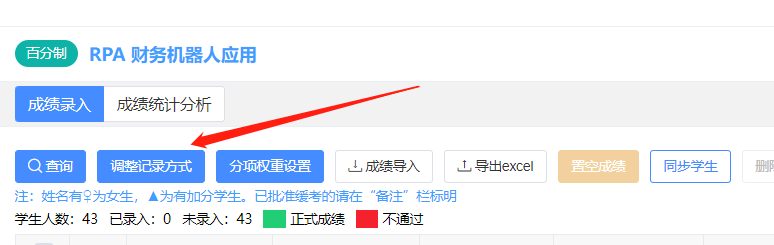 百分制 RPA 财务机器人应用
成绩录入 成绩统计分析
查询 调整记录方式 分项权重设置 成绩导入 导出excel 置空成绩 同步学生
注：姓名有♀为女生，▲为有加分学生。已批准缓考的请在“备注”栏标明
学生人数：43 已录入：0 未录入：43 正式成绩 不通过